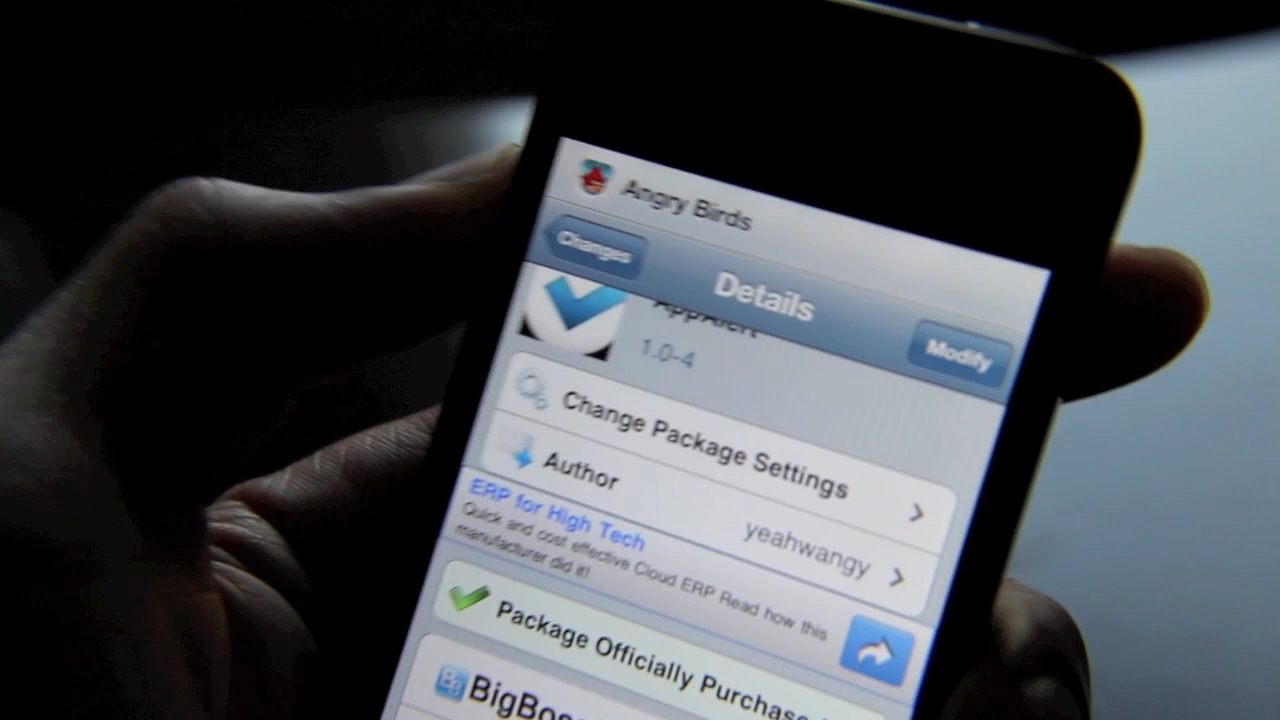 Angry Birds
Changes
Details
Modify
AppAlert
1.0-4
Change Package Settings
Author
yeahwangy
ERP for High Tech
Quick and cost effective Cloud ERP Read how this
manufacturer did it!
Package Officially Purchase
BigBos